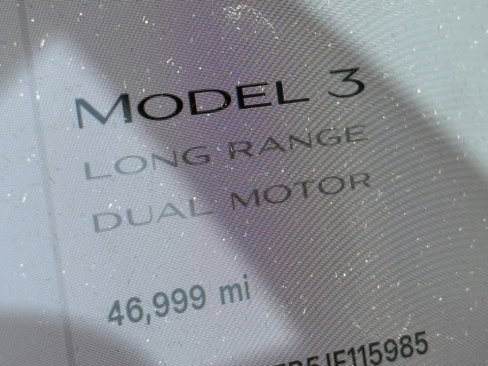 MODEL 3
LONG RANGE
DUAL MOTOR
46,999 mi